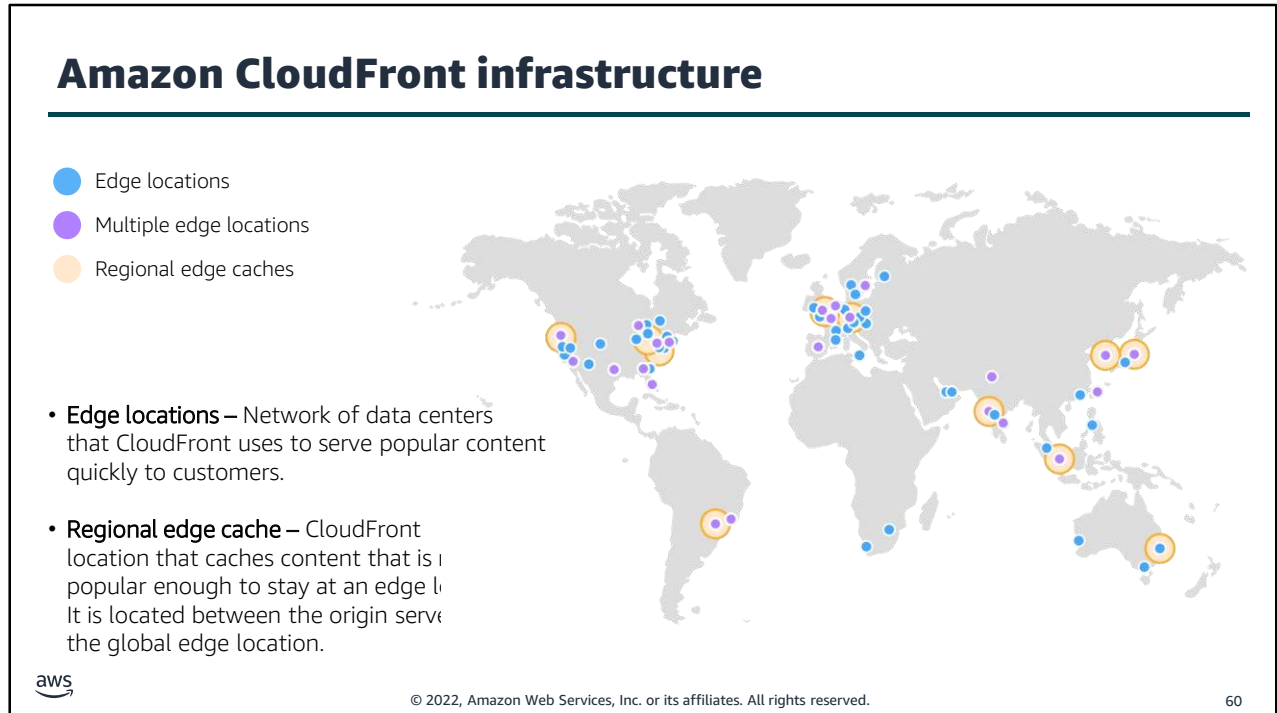 Amazon CloudFront infrastructure
Edge locations
Multiple edge locations
Regional edge caches
• Edge locations – Network of data centers
that CloudFront uses to serve popular content
quickly to customers.
• Regional edge cache – CloudFront
location that caches content that is
popular enough to stay at an edge
It is located between the origin
the global edge location.
aws
© 2022, Amazon Web Services, Inc. or its affiliates. All rights reserved.
60